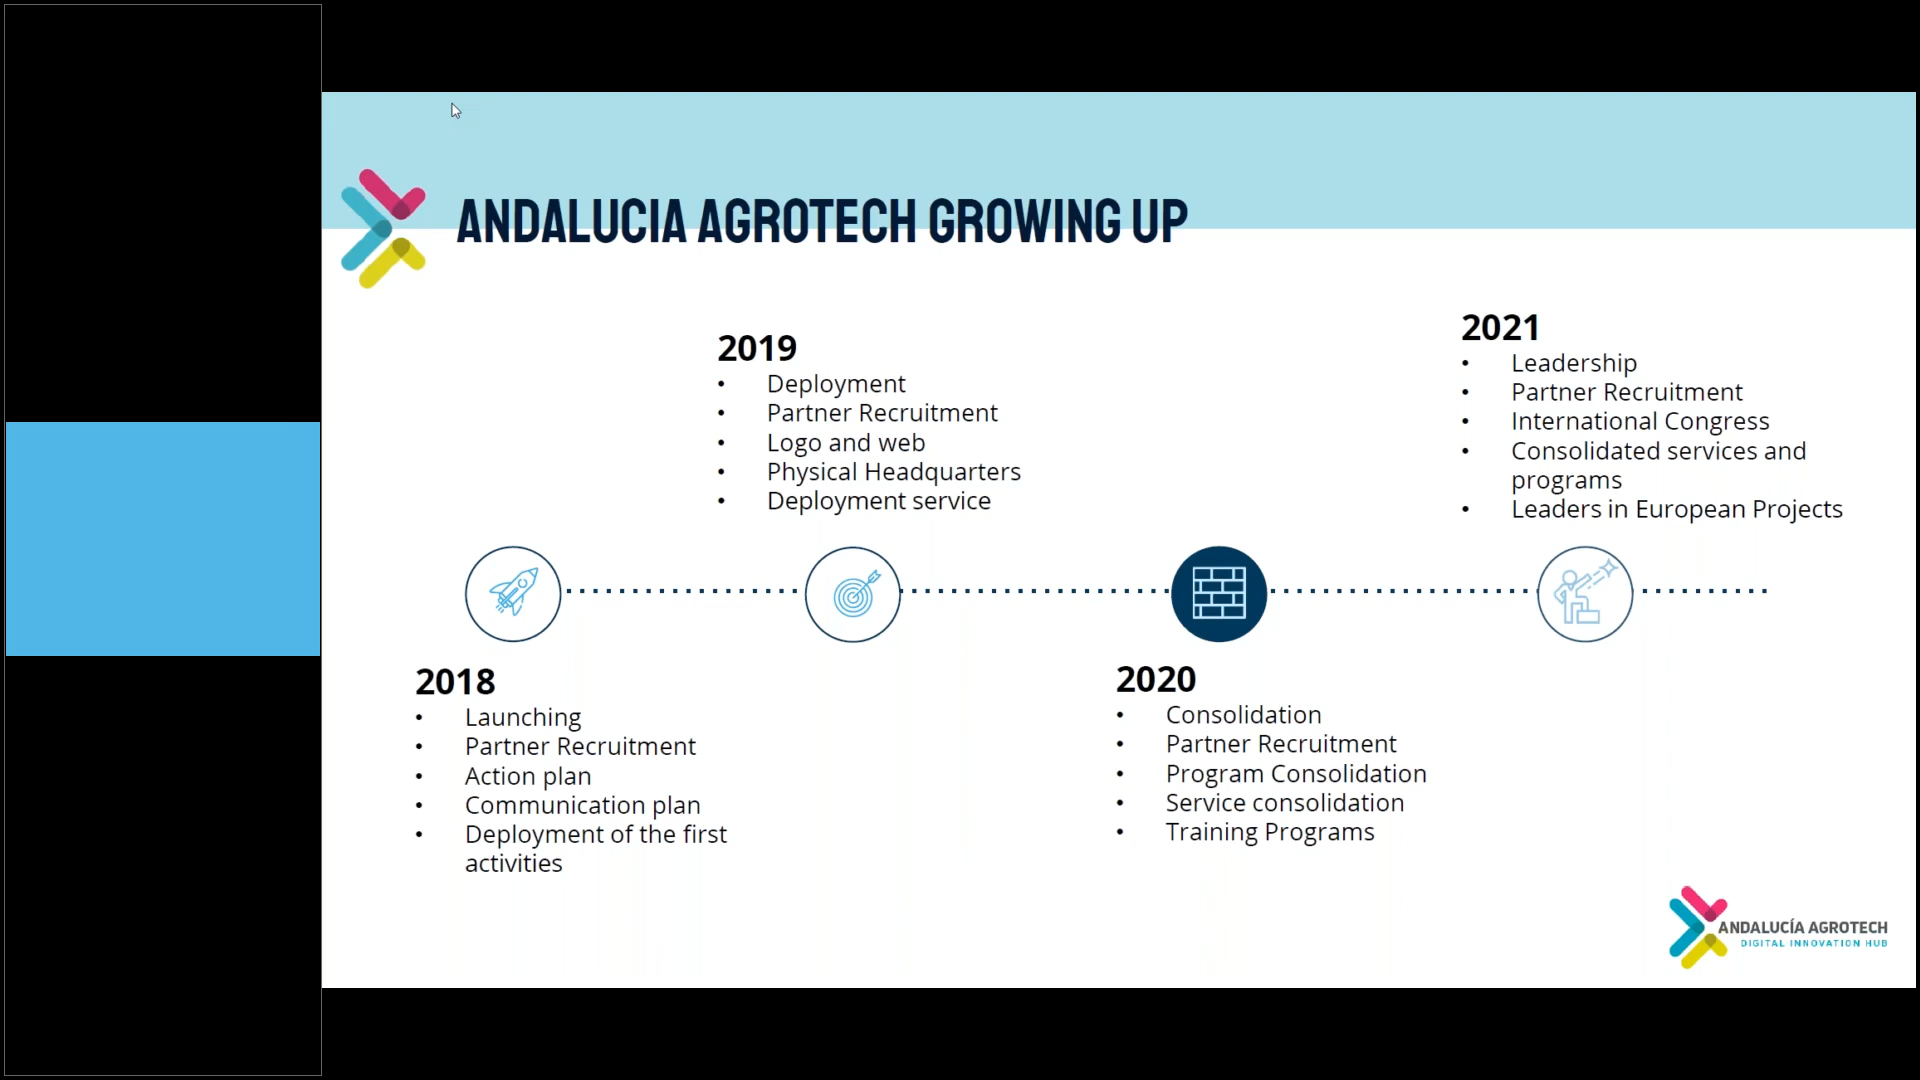 ANDALUCIA AGROTECH GROWING UP
2018
• Launching
• Partner Recruitment
• Action plan
• Communication plan
• Deployment of the first
activities
2019
• Deployment
• Partner Recruitment
• Logo and web
• Physical Headquarters
• Deployment service
2020
• Consolidation
• Partner Recruitment
• Program Consolidation
• Service consolidation
• Training Programs
2021
• Leadership
• Partner Recruitment
• International Congress
• Consolidated services and
programs
• Leaders in European Projects
ANDALUCÍA AGROTECH
DIGITAL INNOVATION HUB